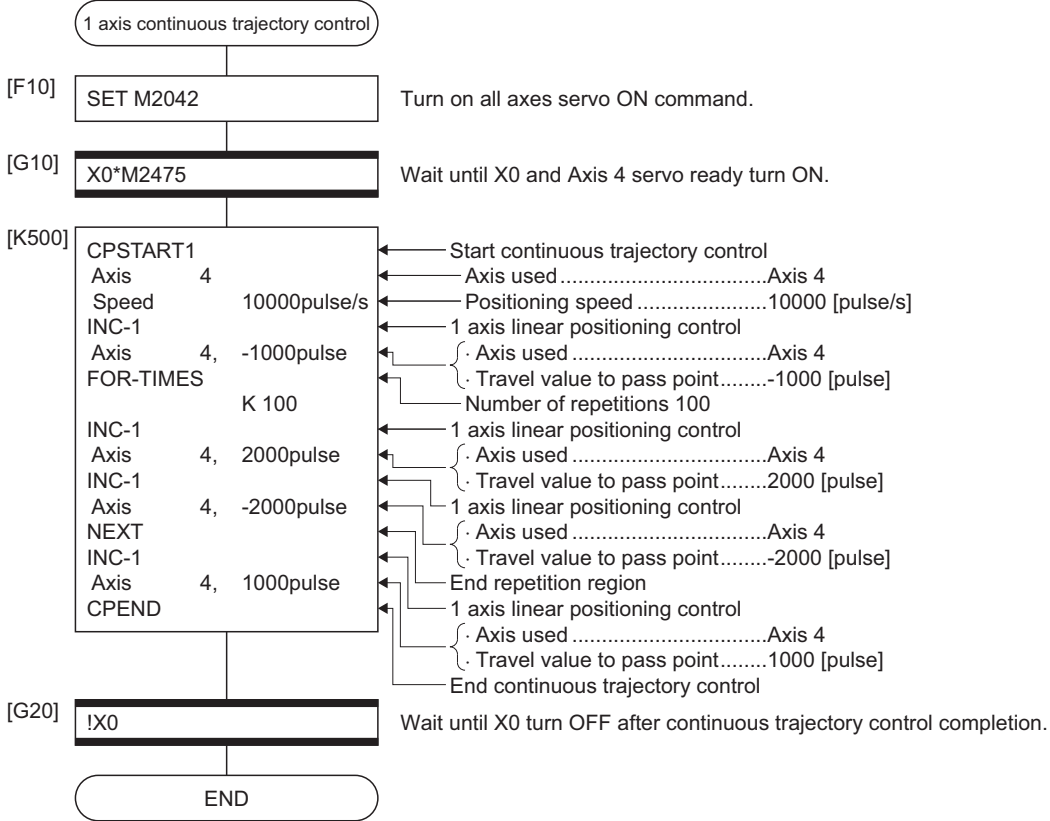 1 axis continuous trajectory control
[F10]
SET M2042
Turn on all axes servo ON command.
[G10]
X0*M2475
Wait until X0 and Axis 4 servo ready turn ON.
[K500]
CPSTART1
Start continuous trajectory control
Axis 4
Axis used..................................Axis 4
Speed 10000pulse/s
Positioning speed.....................10000 [pulse/s]
INC-1
1 axis linear positioning control
Axis 4, -1000pulse
· Axis used................................Axis 4
· Travel value to pass point........-1000 [pulse]
FOR-TIMES
K 100
Number of repetitions 100
INC-1
1 axis linear positioning control
Axis 4, 2000pulse
· Axis used................................Axis 4
· Travel value to pass point........2000 [pulse]
INC-1
1 axis linear positioning control
Axis 4, -2000pulse
· Axis used................................Axis 4
· Travel value to pass point........-2000 [pulse]
NEXT
End repetition region
INC-1
1 axis linear positioning control
Axis 4, 1000pulse
· Axis used................................Axis 4
· Travel value to pass point........1000 [pulse]
CPEND
End continuous trajectory control
[G20]
!X0
Wait until X0 turn OFF after continuous trajectory control completion.
END